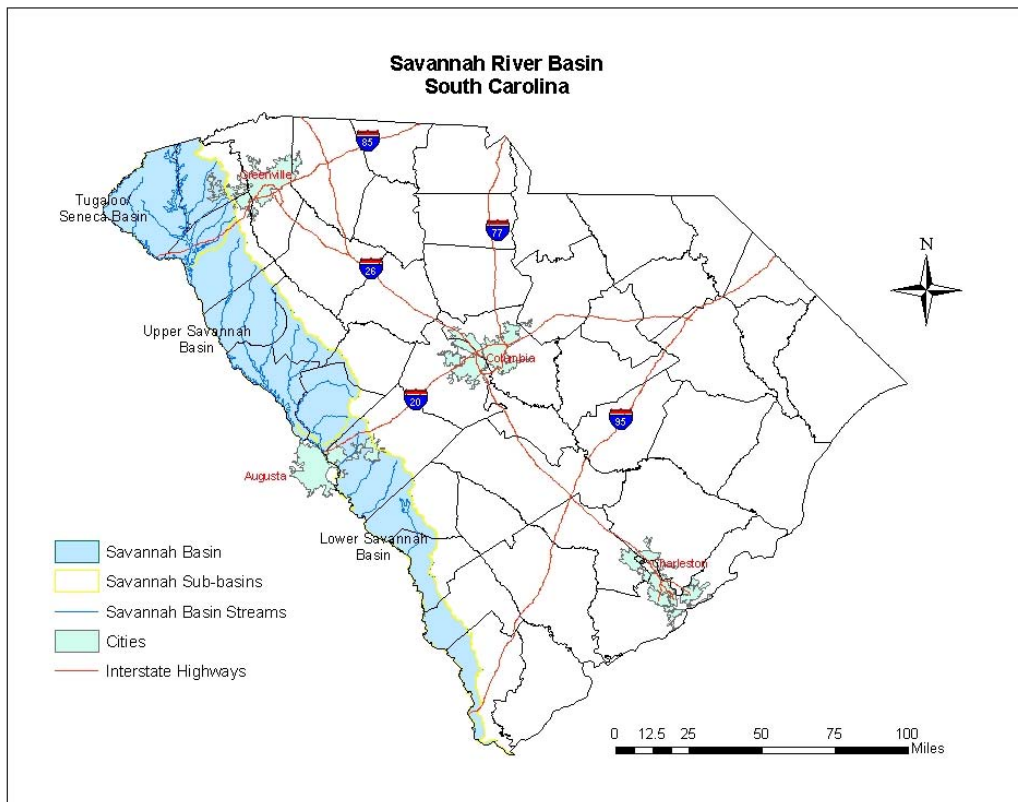 Savannah River Basin
South Carolina
85
Greenville
Tugaloo/
Seneca Basin
77
N
26
Upper Savannah
Basin
Columbia
20
95
Augusta
Lower Savannah
Basin
Charleston
Savannah Basin
Savannah Sub-basins
Savannah Basin Streams
Cities
Interstate Highways
0 12.5 25 50 75 100
Miles